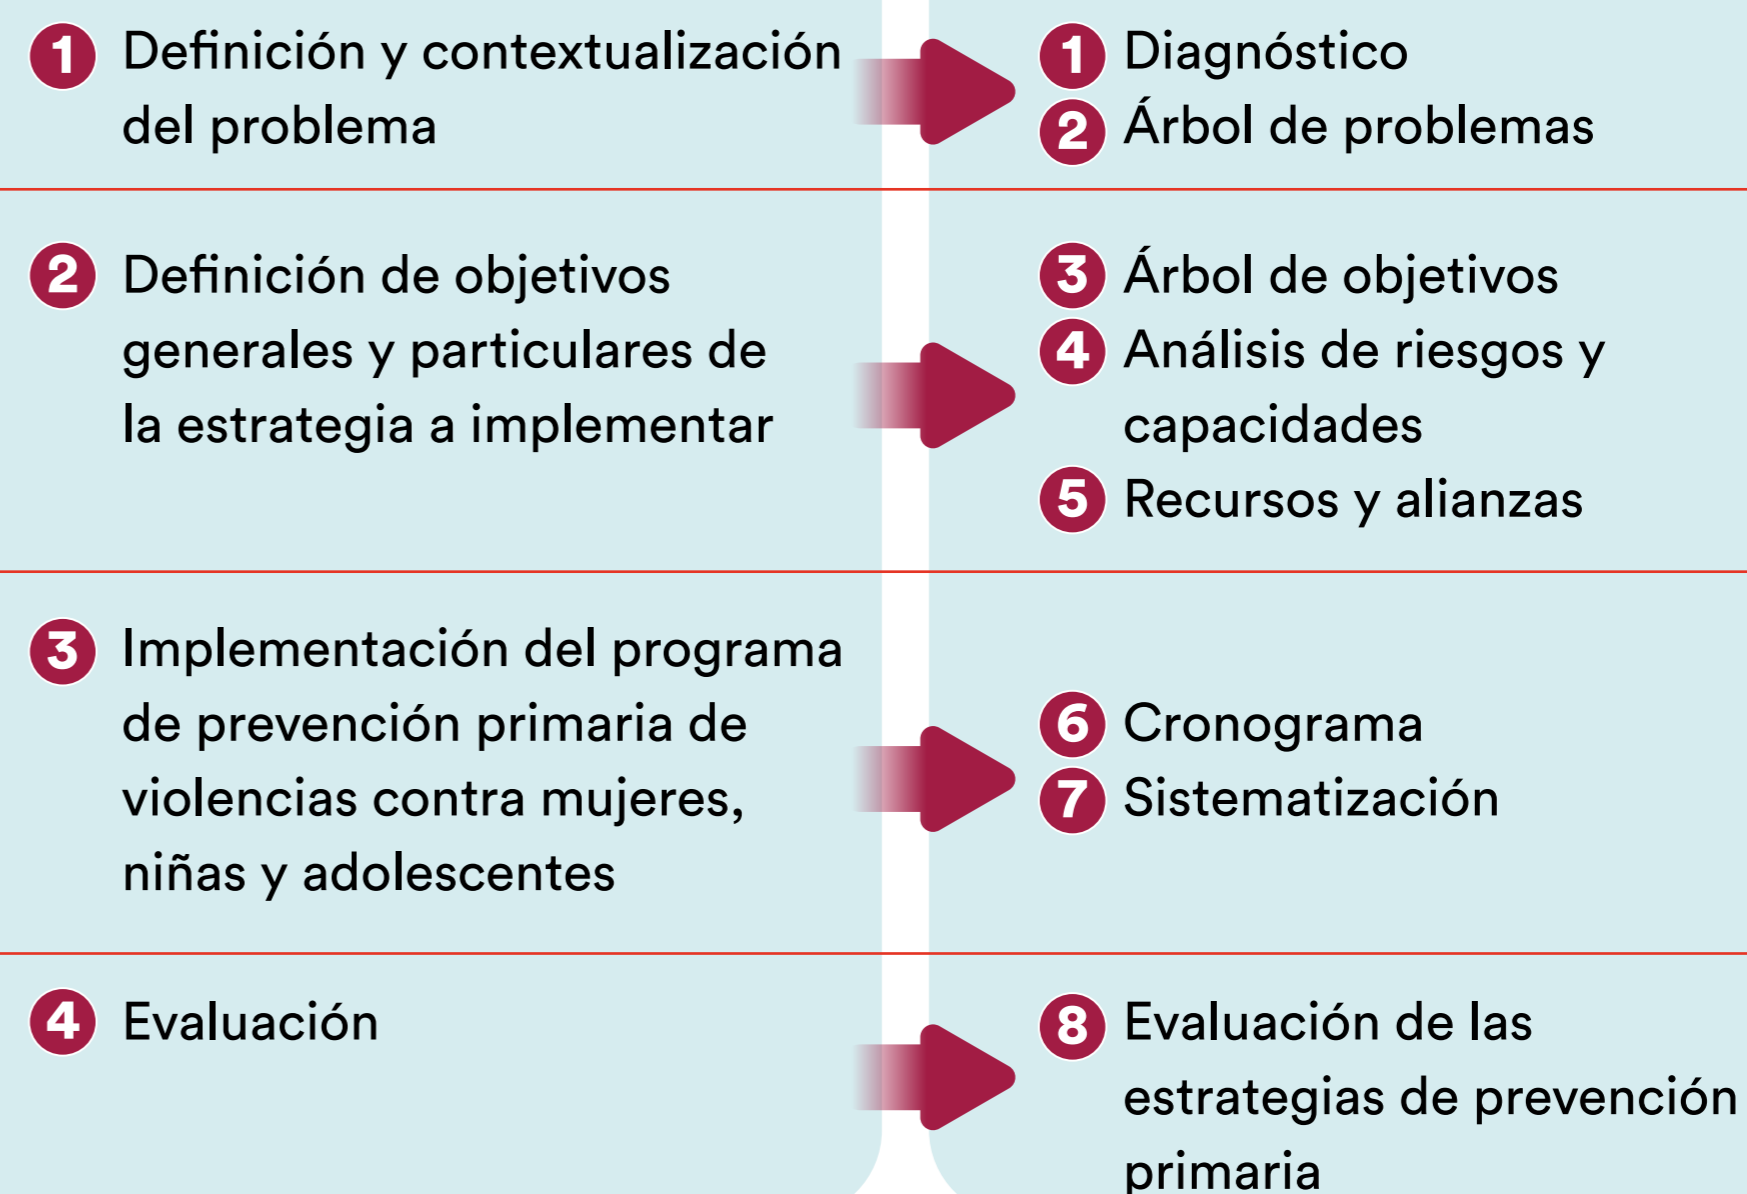 1 Definición y contextualización
del problema
1 Diagnóstico
2 Árbol de problemas
2 Definición de objetivos
generales y particulares de
la estrategia a implementar
3 Árbol de objetivos
4 Análisis de riesgos y
capacidades
5 Recursos y alianzas
3 Implementación del programa
de prevención primaria de
violencias contra mujeres,
niñas y adolescentes
6 Cronograma
7 Sistematización
4 Evaluación
8 Evaluación de las
estrategias de prevención
primaria